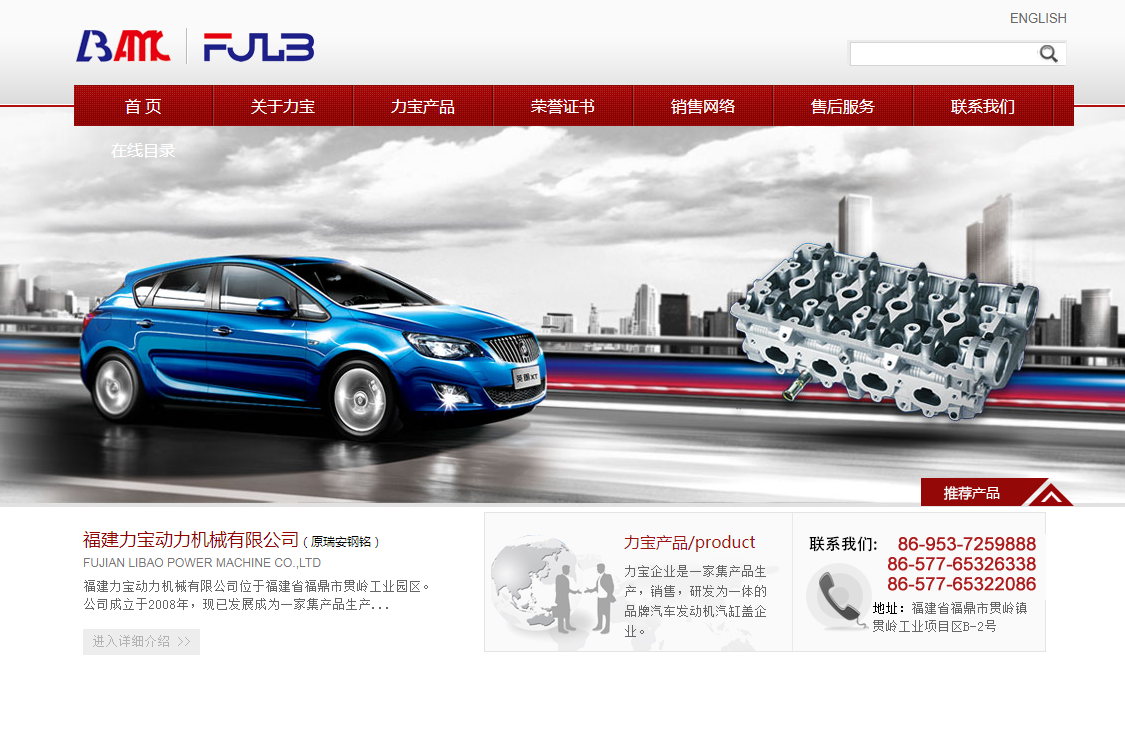 ENGLISH
BAMC FJLB
首 页 关于力宝 力宝产品 荣誉证书 销售网络 售后服务 联系我们
在线目录
英朗XT
推荐产品
福建力宝动力机械有限公司 ( 原瑞安钢铭 )
FUJIAN LIBAO POWER MACHINE CO.,LTD
福建力宝动力机械有限公司位于福建省福鼎市贯岭工业园区。
公司成立于2008年，现已发展成为一家集产品生产...
进入详细介绍 >>
力宝产品/product
力宝企业是一家集产品生
产，销售，研发为一体的
品牌汽车发动机汽缸盖企
业。
联系我们: 86-953-7259888
86-577-65326338
86-577-65322086
地址：福建省福鼎市贯岭镇
贯岭工业项目区B-2号